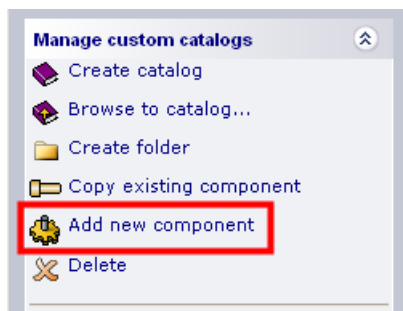 Manage custom catalogs
Create catalog
Browse to catalog...
Create folder
Copy existing component
Add new component
Delete